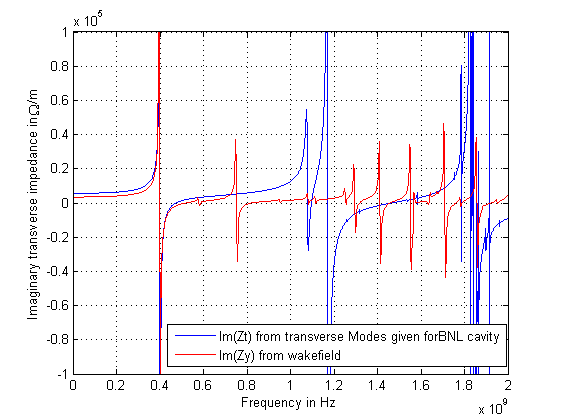 x 10^5
1
0.8
0.6
0.4
0.2
0
-0.2
-0.4
-0.6
-0.8
-1
Imaginary transverse impedance in Ω/m
Im(Zt) from transverse Modes given forBNL cavity
Im(Zy) from wakefield
0 0.2 0.4 0.6 0.8 1 1.2 1.4 1.6 1.8 2
Frequency in Hz
x 10^9